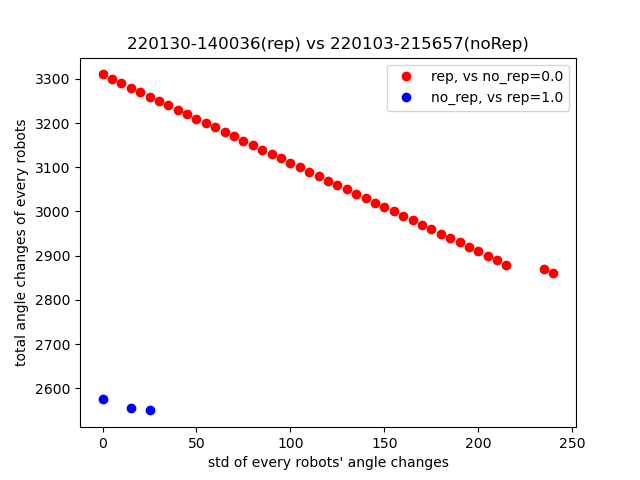 220130-140036(rep) vs 220103-215657(noRep)
rep, vs no_rep=0.0
no_rep, vs rep=1.0
total angle changes of every robots
3300
3200
3100
3000
2900
2800
2700
2600
0 50 100 150 200 250
std of every robots' angle changes